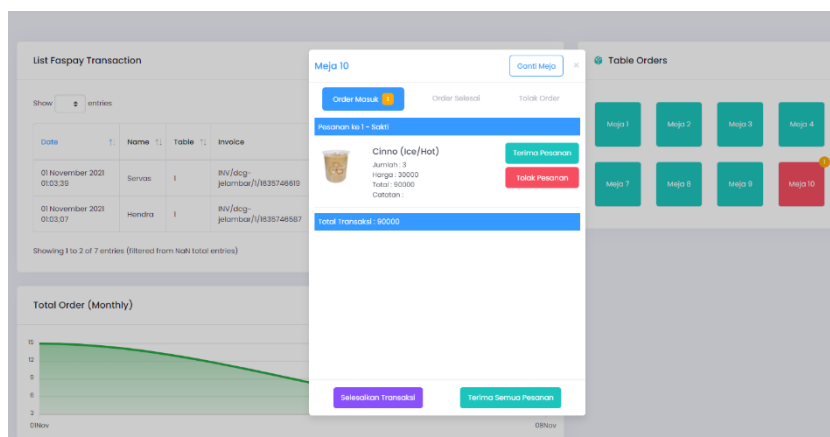 List Faspay Transaction
Show entries
Date Name Table Invoice
01 November 2021
01:03:39
Servas 1
INV/dcg-
jelambar/1/1635746619
01 November 2021
01:03:07
Hendra 1
INV/dcg-
jelambar/1/1635746587
Showing 1 to 2 of 7 entries (filtered from NaN total entries)
Total Order (Monthly)
15
12
9
6
3
01Nov
08Nov
Meja 10
Ganti Meja ×
Order Masuk 1
Order Selesai
Tolak Order
Pesanan ke 1 - Sakti
Cinno (Ice/Hot)
Jumlah : 3
Harga : 30000
Total : 90000
Catatan :
Terima Pesanan
Tolak Pesanan
Total Transaksi : 90000
Selesaikan Transaksi
Terima Semua Pesanan
Table Orders
Meja 1
Meja 2
Meja 3
Meja 4
Meja 7
Meja 8
Meja 9
Meja 10